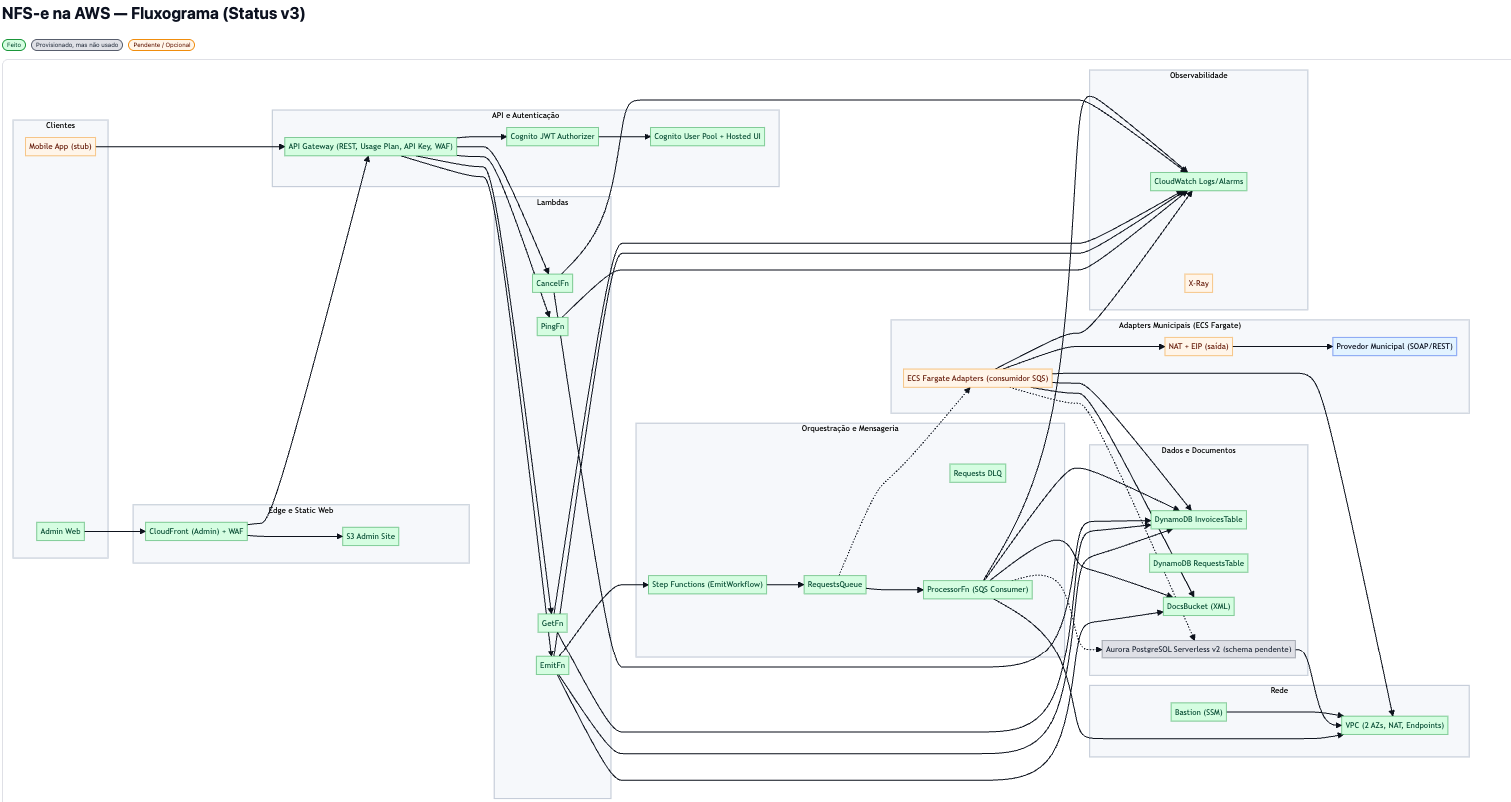 NFS-e na AWS — Fluxograma (Status v3)
Feito
Provisionado, mas não usado
Pendente / Opcional
Clientes
Mobile App (stub)
Admin Web
API e Autenticação
API Gateway (REST, Usage Plan, API Key, WAF)
Cognito JWT Authorizer
Cognito User Pool + Hosted UI
Edge e Static Web
CloudFront (Admin) + WAF
S3 Admin Site
Lambdas
CancelFn
PingFn
GetFn
EmitFn
Observabilidade
CloudWatch Logs/Alarms
X-Ray
Adapters Municipais (ECS Fargate)
ECS Fargate Adapters (consumidor SQS)
NAT + EIP (saída)
Provedor Municipal (SOAP/REST)
Orquestração e Mensageria
Requests DLQ
Step Functions (EmitWorkflow)
RequestsQueue
ProcessorFn (SQS Consumer)
Dados e Documentos
DynamoDB InvoicesTable
DynamoDB RequestsTable
DocsBucket (XML)
Aurora PostgreSQL Serverless v2 (schema pendente)
Rede
Bastion (SSM)
VPC (2 AZs, NAT, Endpoints)